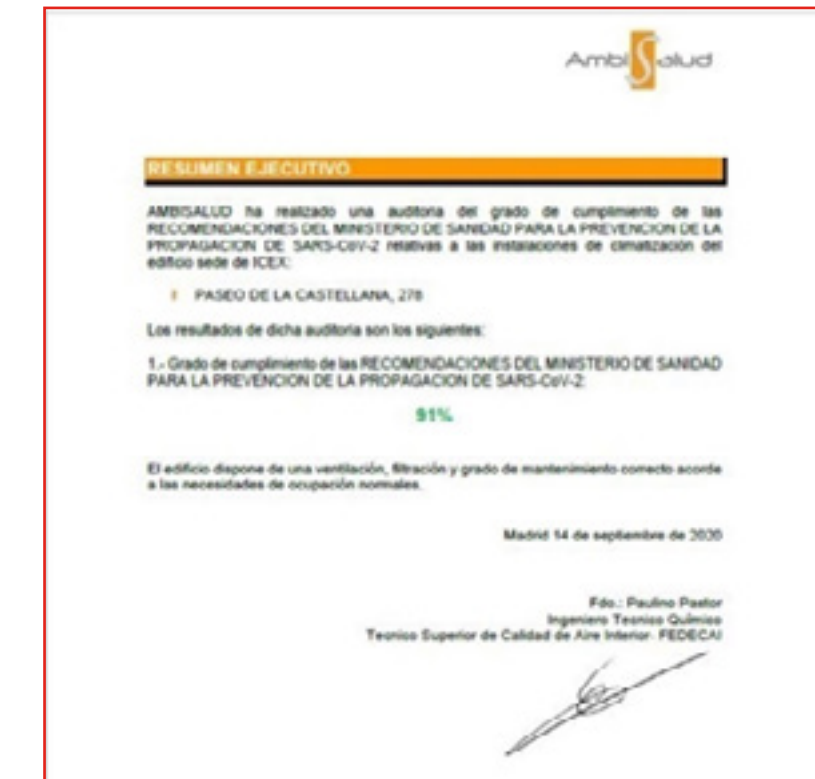 AmbiSalud
RESUMEN EJECUTIVO
AMBISALUD ha realizado una auditoria del grado de cumplimiento de las
RECOMENDACIONES DEL MINISTERIO DE SANIDAD PARA LA PREVENCION DE LA
PROPAGACION DE SARS-CoV-2 relativas a las instalaciones de climatización del
edificio sede de ICEX:
PASEO DE LA CASTELLANA, 278
Los resultados de dicha auditoria son los siguientes:
1.- Grado de cumplimiento de las RECOMENDACIONES DEL MINISTERIO DE SANIDAD
PARA LA PREVENCION DE LA PROPAGACION DE SARS-CoV-2:
91%
El edificio dispone de una ventilación, filtración y grado de mantenimiento correcto acorde
a las necesidades de ocupación normales.
Madrid 14 de septiembre de 2020
Fdo.: Paulino Pastor
Ingeniero Tecnico Químico
Tecnico Superior de Calidad de Aire Interior- FEDECAI